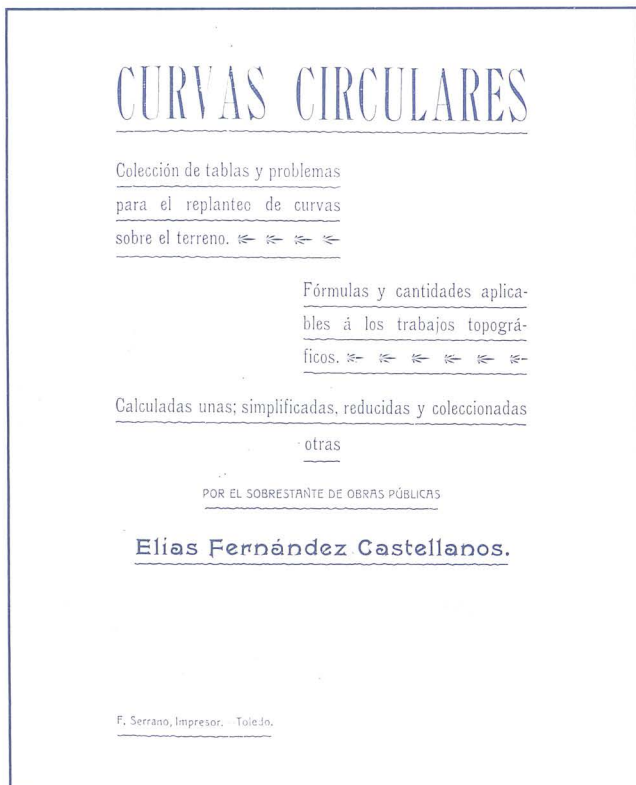 CURVAS CIRCULARES
Colección de tablas y problemas
para el replanteo de curvas
sobre el terreno.
Fórmulas y cantidades aplica-
bles á los trabajos topográ-
ficos.
Calculadas unas; simplificadas, reducidas y coleccionadas
otras
POR EL SOBRESTANTE DE OBRAS PÚBLICAS
Elías Fernández Castellanos.
F. Serrano, Impresor. - Toledo.